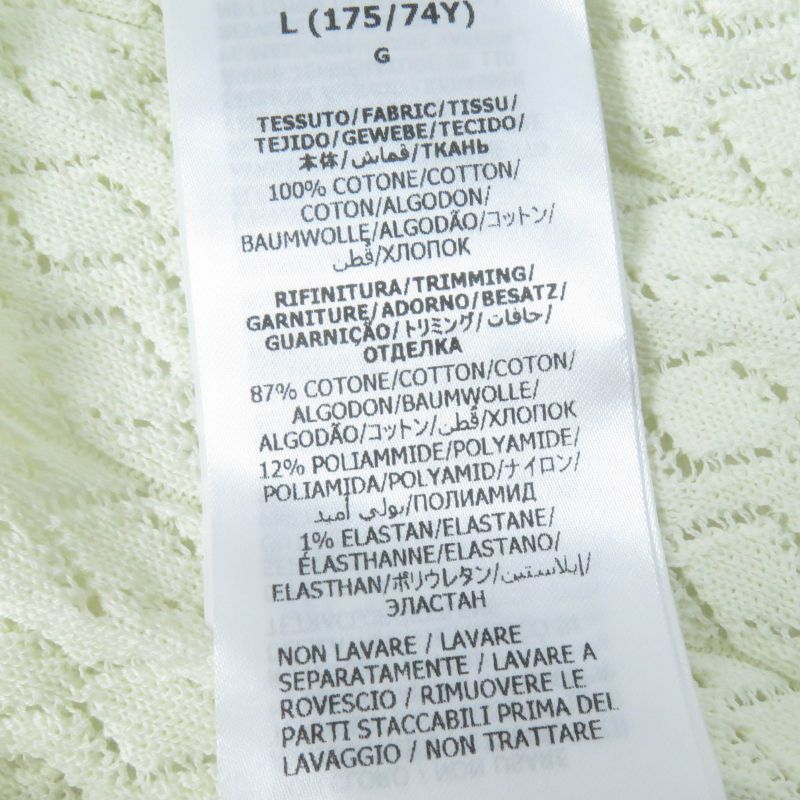 L (175/74Y)
G
TESSUTO/FABRIC/TISSU/
TEJIDO/GEWEBE/TECIDO/
本体/قماش/ТКАНЬ
100% COTONE/COTTON/
COTON/ALGODON/
BAUMWOLLE/ALGODÃO/コットン/
قطن/ХЛОПОК
RIFINITURA/TRIMMING/
GARNITURE/ADORNO/BESATZ/
GUARNIÇÃO/トリミング/حافات/
ОТДЕЛКА
87% COTONE/COTTON/COTON/
ALGODON/BAUMWOLLE/
ALGODÃO/コットン/قطن/ХЛОПОК
12% POLIAMMIDE/POLYAMIDE/
POLIAMIDA/POLYAMID/ナイロン/
بولي أميد/ПОЛИАМИД
1% ELASTAN/ELASTANE/
ÉLASTHANNE/ELASTANO/
ELASTHAN/ポリウレタン/إيلاستين/
ЭЛАСТАН
NON LAVARE / LAVARE
SEPARATAMENTE / LAVARE A
ROVESCIO / RIMUOVERE LE
PARTI STACCABILI PRIMA DEL
LAVAGGIO / NON TRATTARE